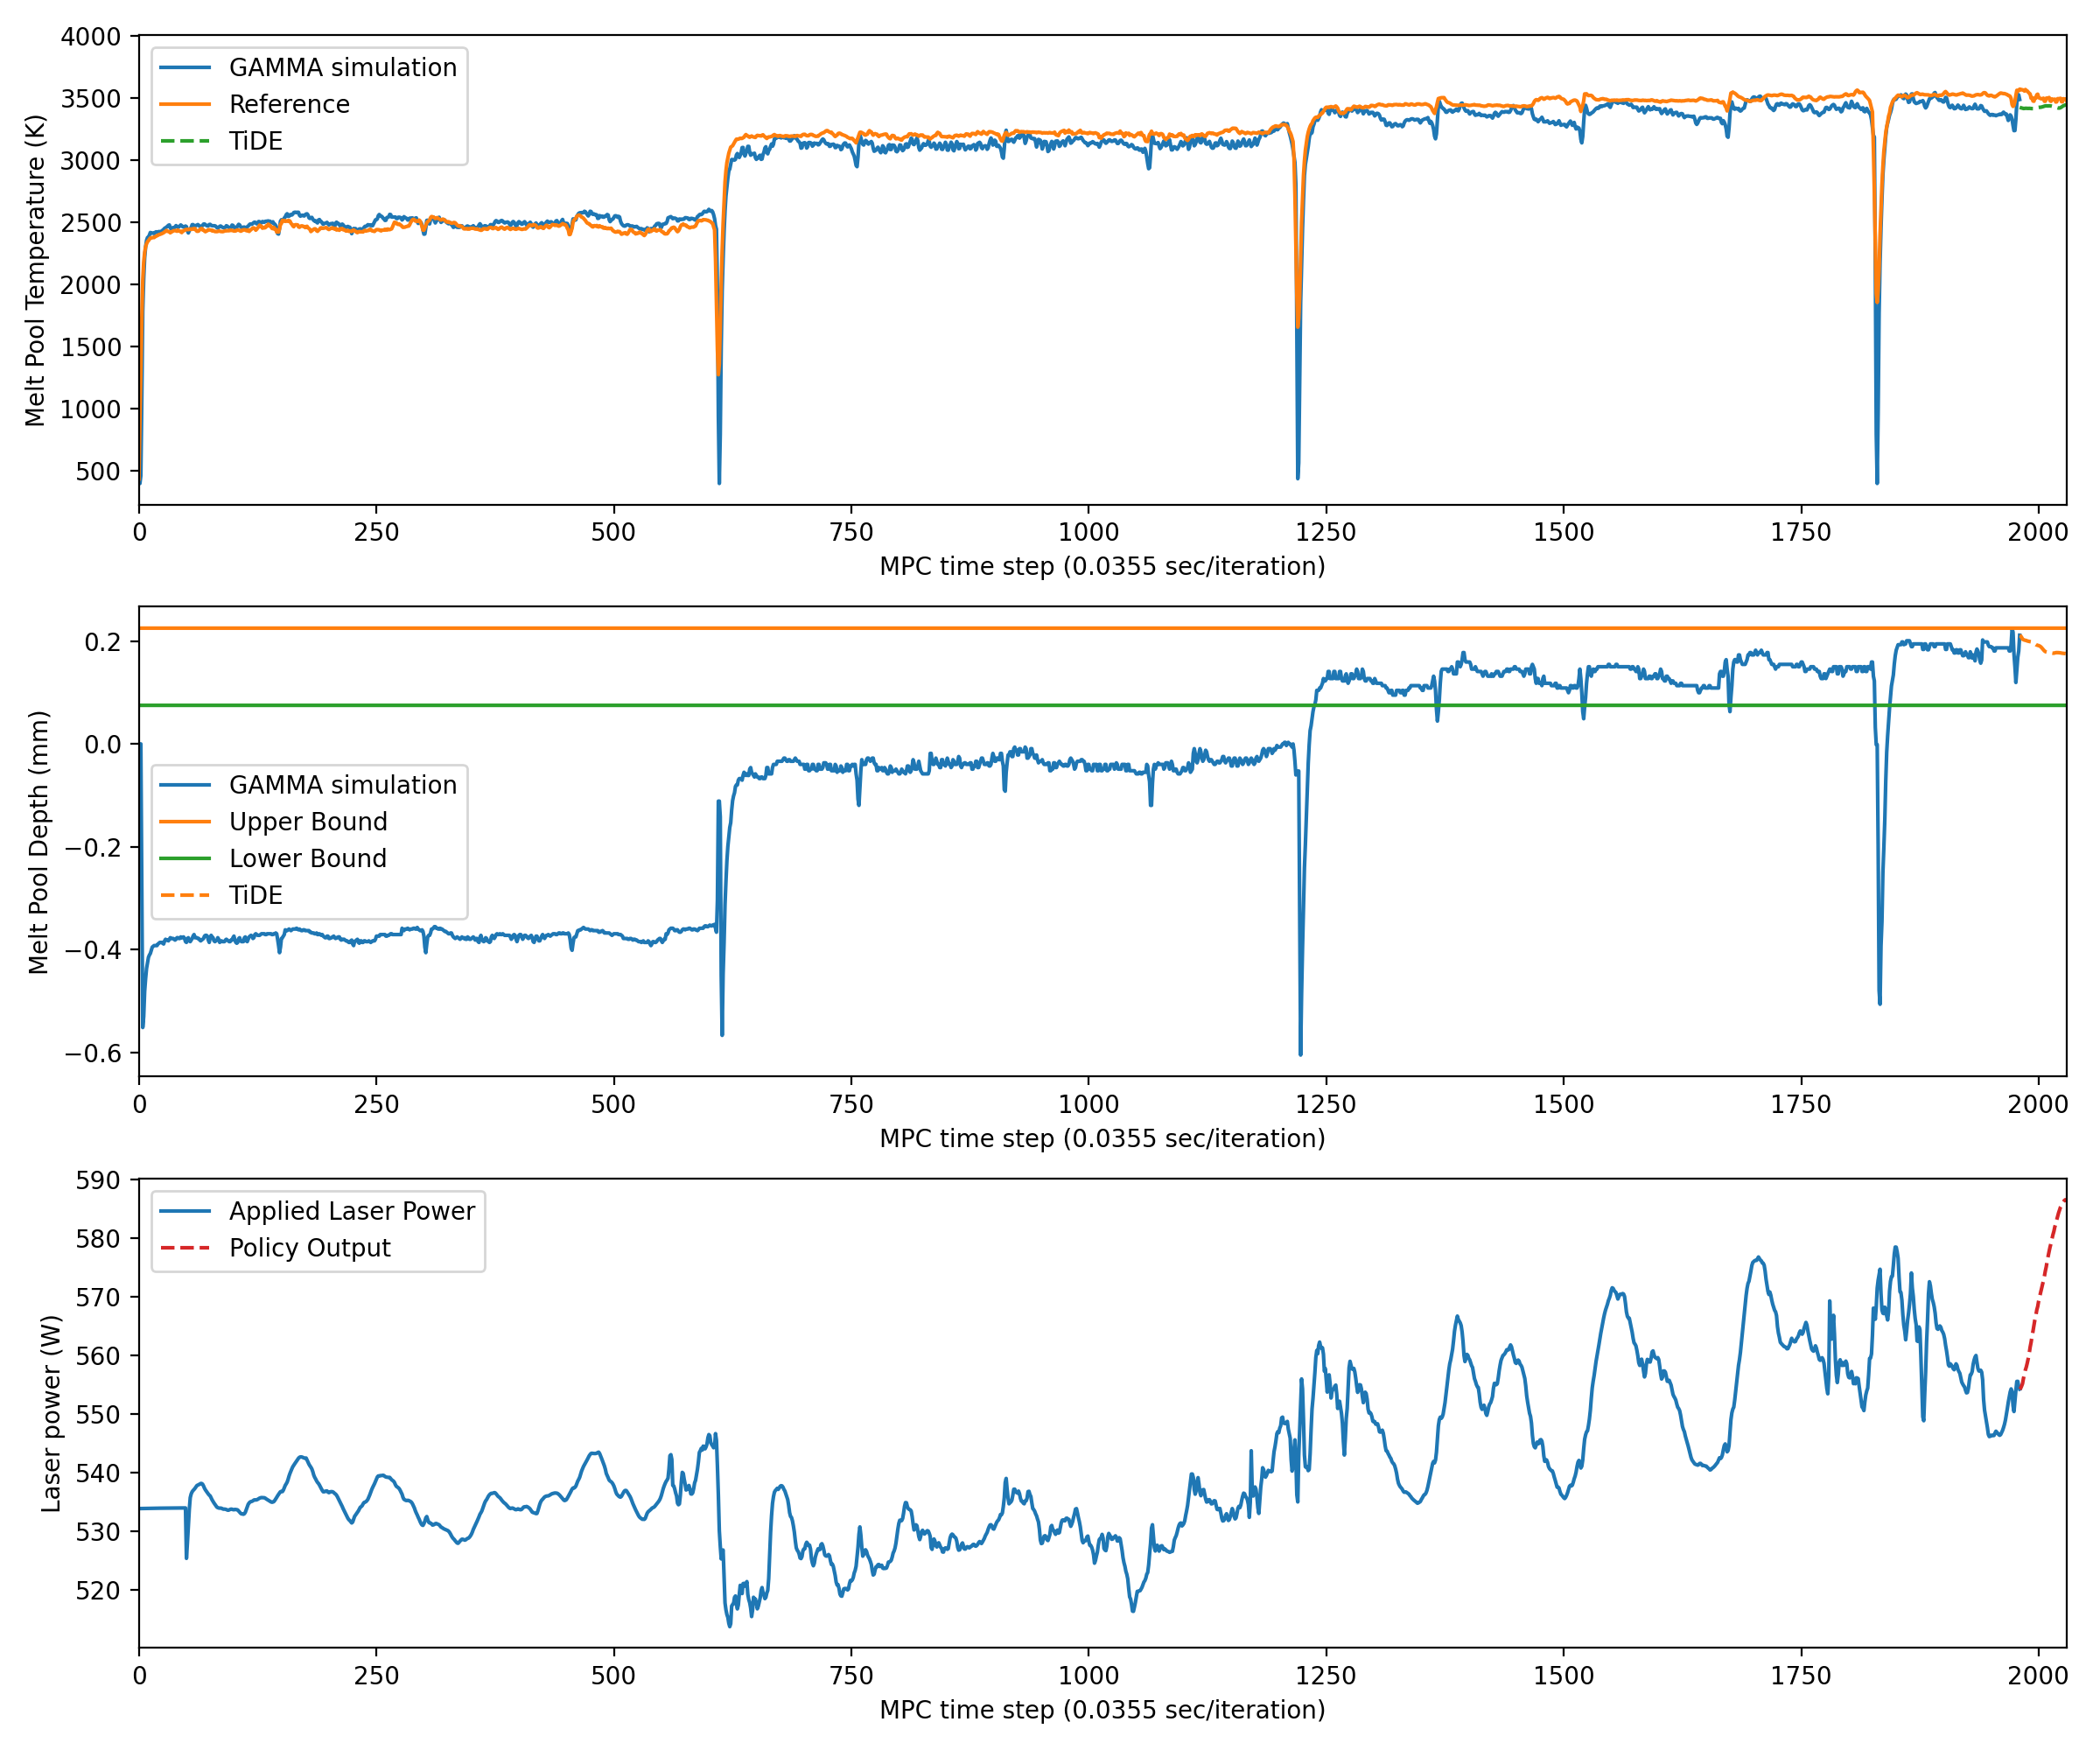 4000
3500
3000
2500
2000
1500
1000
500
Melt Pool Temperature (K)
GAMMA simulation
Reference
TiDE
0 250 500 750 1000 1250 1500 1750 2000
MPC time step (0.0355 sec/iteration)
0.2
0.0
−0.2
−0.4
−0.6
Melt Pool Depth (mm)
GAMMA simulation
Upper Bound
Lower Bound
TiDE
0 250 500 750 1000 1250 1500 1750 2000
MPC time step (0.0355 sec/iteration)
590
580
570
560
550
540
530
520
Laser power (W)
Applied Laser Power
Policy Output
0 250 500 750 1000 1250 1500 1750 2000
MPC time step (0.0355 sec/iteration)